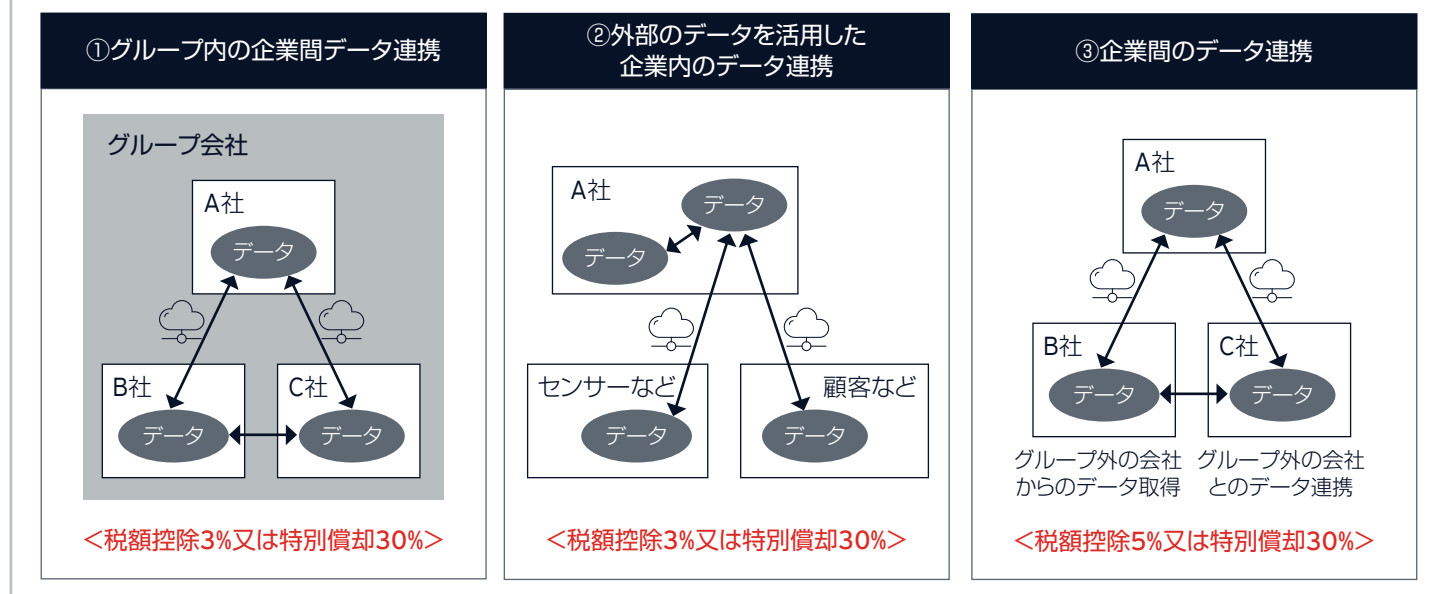 ①グループ内の企業間データ連携
グループ会社
A社
データ
B社
データ
C社
データ
<税額控除3%又は特別償却30%>
②外部のデータを活用した
企業内のデータ連携
A社
データ
データ
センサーなど
データ
顧客など
データ
<税額控除3%又は特別償却30%>
③企業間のデータ連携
A社
データ
B社
データ
C社
データ
グループ外の会社
からのデータ取得
グループ外の会社
とのデータ連携
<税額控除5%又は特別償却30%>